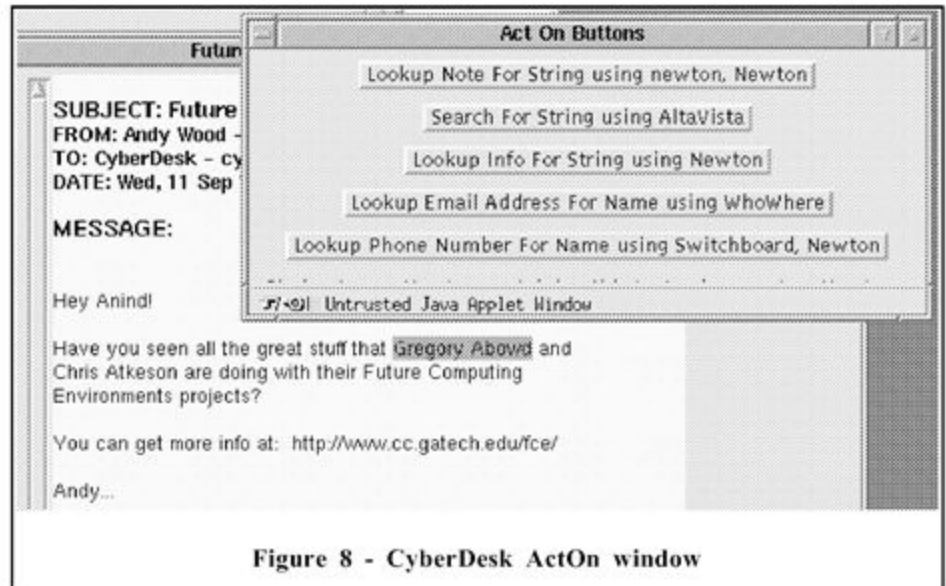 Act On Buttons
Lookup Note For String using newton, Newton
Search For String using AltaVista
Lookup Info For String using Newton
Lookup Email Address For Name using WhoWhere
Lookup Phone Number For Name using Switchboard, Newton
Untrusted Java Applet Window
Futur
SUBJECT: Future
FROM: Andy Wood -
TO: CyberDesk - cy
DATE: Wed, 11 Sep
MESSAGE:
Hey Anind!
Have you seen all the great stuff that Gregory Abowd and
Chris Atkeson are doing with their Future Computing
Environments projects?
You can get more info at: http://www.cc.gatech.edu/fce/
Andy...
Figure 8 - CyberDesk ActOn window